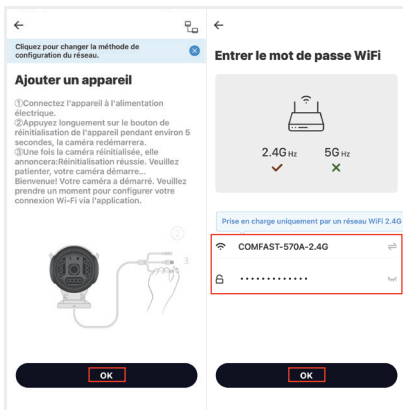 Cliquez pour changer la méthode de
configuration du réseau.
Ajouter un appareil
①Connectez l'appareil à l'alimentation
électrique.
②Appuyez longuement sur le bouton de
réinitialisation de l'appareil pendant environ 5
secondes, la caméra redémarrera.
③Une fois la caméra réinitialisée, elle
annoncera:Réinitialisation réussie. Veuillez
patienter, votre caméra démarre...
Bienvenue! Votre caméra a démarré. Veuillez
prendre un moment pour configurer votre
connexion Wi-Fi via l'application.
②
3
OK
Entrer le mot de passe WiFi
2.4G Hz 5G Hz
Prise en charge uniquement par un réseau WiFi 2.4G
COMFAST-570A-2.4G
OK